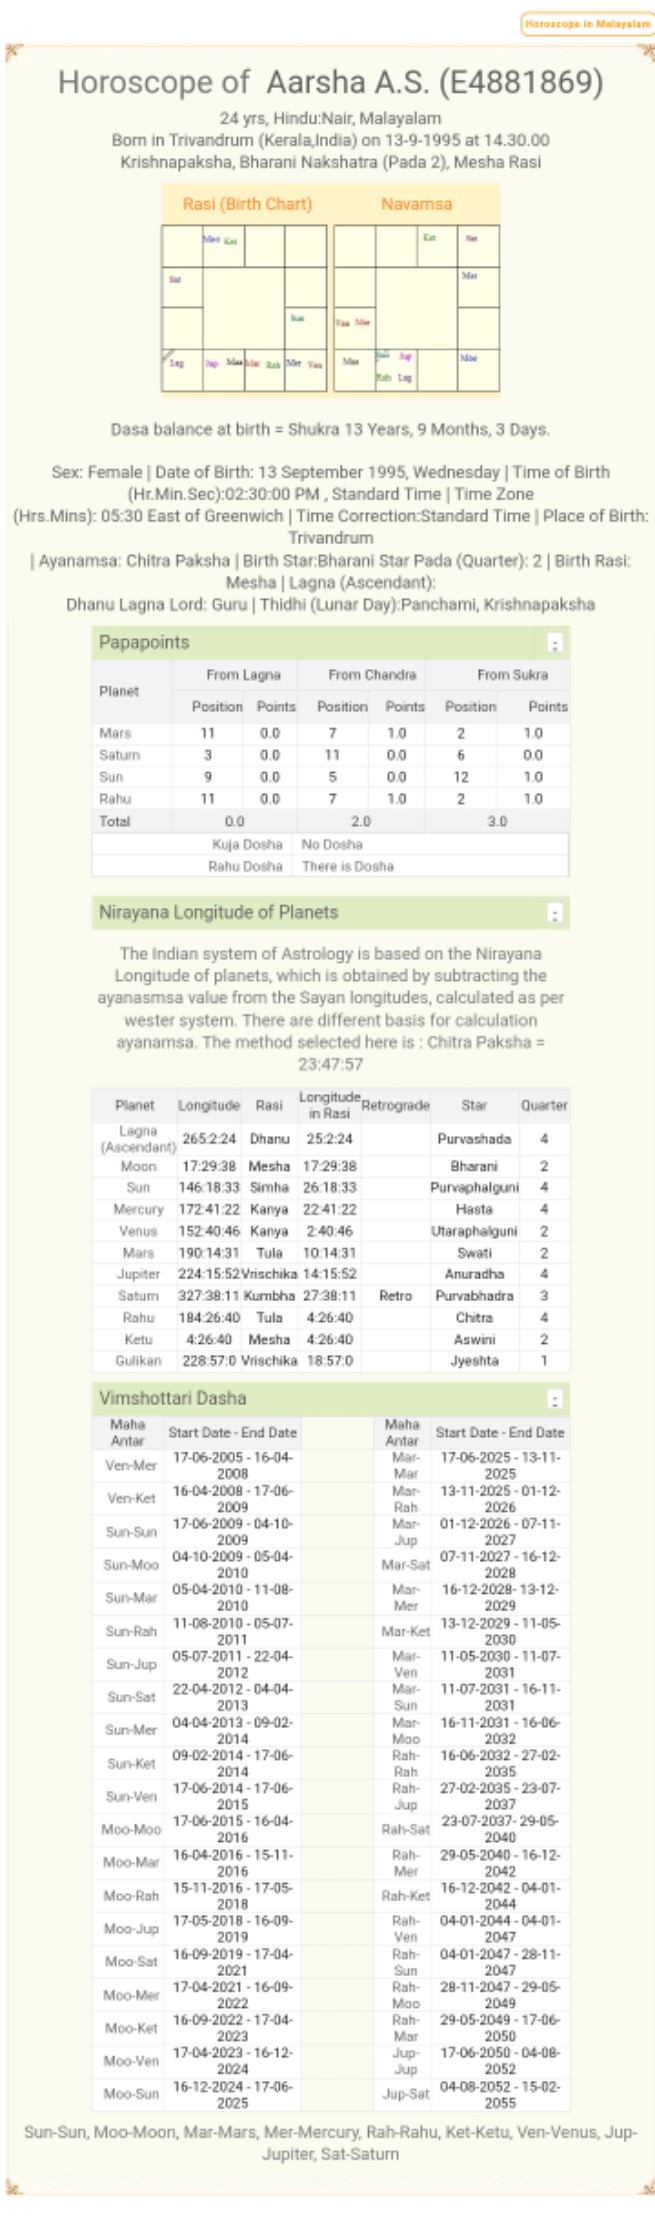 Horoscope in Malayalam
Horoscope of Aarsha A.S. (E4881869)
24 yrs, Hindu:Nair, Malayalam
Born in Trivandrum (Kerala,India) on 13-9-1995 at 14.30.00
Krishnapaksha, Bharani Nakshatra (Pada 2), Mesha Rasi
Rasi (Birth Chart) Navamsa
Moo Ket Ket Sat
Sat Mer
Sun
Ven Mar
Lag Jup Maa Mar Rah Mer Ven Maa Sun Jup Moo
Rah Lag
Dasa balance at birth = Shukra 13 Years, 9 Months, 3 Days.
Sex: Female | Date of Birth: 13 September 1995, Wednesday | Time of Birth
(Hr.Min.Sec):02:30:00 PM , Standard Time | Time Zone
(Hrs.Mins): 05:30 East of Greenwich | Time Correction:Standard Time | Place of Birth:
Trivandrum
| Ayanamsa: Chitra Paksha | Birth Star:Bharani Star Pada (Quarter): 2 | Birth Rasi:
Mesha | Lagna (Ascendant):
Dhanu Lagna Lord: Guru | Thidhi (Lunar Day):Panchami, Krishnapaksha
Papapoints
Planet From Lagna From Chandra From Sukra
Position Points Position Points Position Points
Mars 11 0.0 7 1.0 2 1.0
Saturn 3 0.0 11 0.0 6 0.0
Sun 9 0.0 5 0.0 12 1.0
Rahu 11 0.0 7 1.0 2 1.0
Total 0.0 2.0 3.0
Kuja Dosha No Dosha
Rahu Dosha There is Dosha
Nirayana Longitude of Planets
The Indian system of Astrology is based on the Nirayana
Longitude of planets, which is obtained by subtracting the
ayanasmsa value from the Sayan longitudes, calculated as per
wester system. There are different basis for calculation
ayanamsa. The method selected here is : Chitra Paksha =
23:47:57
Planet Longitude Rasi Longitude in Rasi Retrograde Star Quarter
Lagna (Ascendant) 265:2:24 Dhanu 25:2:24 Purvashada 4
Moon 17:29:38 Mesha 17:29:38 Bharani 2
Sun 146:18:33 Simha 26:18:33 Purvaphalguni 4
Mercury 172:41:22 Kanya 22:41:22 Hasta 4
Venus 152:40:46 Kanya 2:40:46 Utaraphalguni 2
Mars 190:14:31 Tula 10:14:31 Swati 2
Jupiter 224:15:52 Vrischika 14:15:52 Anuradha 4
Saturn 327:38:11 Kumbha 27:38:11 Retro Purvabhadra 3
Rahu 184:26:40 Tula 4:26:40 Chitra 4
Ketu 4:26:40 Mesha 4:26:40 Aswini 2
Gulikan 228:57:0 Vrischika 18:57:0 Jyeshta 1
Vimshottari Dasha
Maha Antar Start Date - End Date Maha Antar Start Date - End Date
Ven-Mer 17-06-2005 - 16-04-2008 Mar-Mar 17-06-2025 - 13-11-2025
Ven-Ket 16-04-2008 - 17-06-2009 Mar-Rah 13-11-2025 - 01-12-2026
Sun-Sun 17-06-2009 - 04-10-2009 Mar-Jup 01-12-2026 - 07-11-2027
Sun-Moo 04-10-2009 - 05-04-2010 Mar-Sat 07-11-2027 - 16-12-2028
Sun-Mar 05-04-2010 - 11-08-2010 Mar-Mer 16-12-2028- 13-12-2029
Sun-Rah 11-08-2010 - 05-07-2011 Mar-Ket 13-12-2029 - 11-05-2030
Sun-Jup 05-07-2011 - 22-04-2012 Mar-Ven 11-05-2030 - 11-07-2031
Sun-Sat 22-04-2012 - 04-04-2013 Mar-Sun 11-07-2031 - 16-11-2031
Sun-Mer 04-04-2013 - 09-02-2014 Mar-Moo 16-11-2031 - 16-06-2032
Sun-Ket 09-02-2014 - 17-06-2014 Rah-Rah 16-06-2032 - 27-02-2035
Sun-Ven 17-06-2014 - 17-06-2015 Rah-Jup 27-02-2035 - 23-07-2037
Moo-Moo 17-06-2015 - 16-04-2016 Rah-Sat 23-07-2037- 29-05-2040
Moo-Mar 16-04-2016 - 15-11-2016 Rah-Mer 29-05-2040 - 16-12-2042
Moo-Rah 15-11-2016 - 17-05-2018 Rah-Ket 16-12-2042 - 04-01-2044
Moo-Jup 17-05-2018 - 16-09-2019 Rah-Ven 04-01-2044 - 04-01-2047
Moo-Sat 16-09-2019 - 17-04-2021 Rah-Sun 04-01-2047 - 28-11-2047
Moo-Mer 17-04-2021 - 16-09-2022 Rah-Moo 28-11-2047 - 29-05-2049
Moo-Ket 16-09-2022 - 17-04-2023 Rah-Mar 29-05-2049 - 17-06-2050
Moo-Ven 17-04-2023 - 16-12-2024 Jup-Jup 17-06-2050 - 04-08-2052
Moo-Sun 16-12-2024 - 17-06-2025 Jup-Sat 04-08-2052 - 15-02-2055
Sun-Sun, Moo-Moon, Mar-Mars, Mer-Mercury, Rah-Rahu, Ket-Ketu, Ven-Venus, Jup-
Jupiter, Sat-Saturn